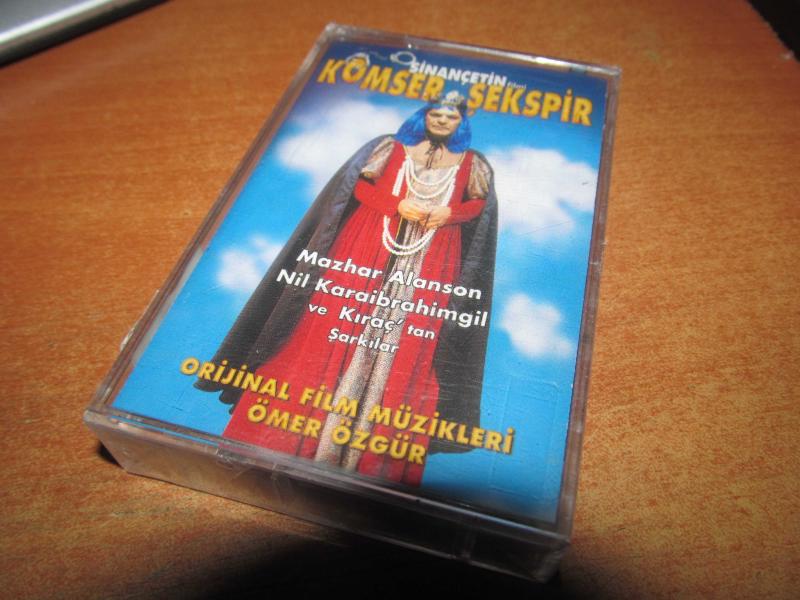 SİNANÇETİN filmi
KOMSER ŞEKSPİR
Mazhar Alanson
Nil Karaibrahimgil
ve Kıraç'tan
Şarkılar
ORİJİNAL FİLM MÜZİKLERİ
ÖMER ÖZGÜR